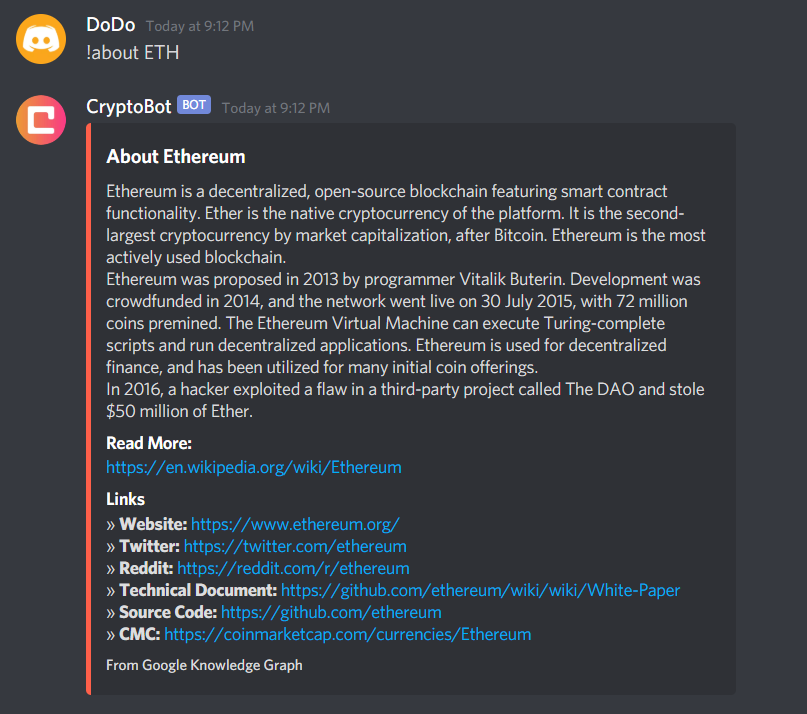 DoDo Today at 9:12 PM
!about ETH
CryptoBot BOT Today at 9:12 PM
About Ethereum
Ethereum is a decentralized, open-source blockchain featuring smart contract
functionality. Ether is the native cryptocurrency of the platform. It is the second-
largest cryptocurrency by market capitalization, after Bitcoin. Ethereum is the most
actively used blockchain.
Ethereum was proposed in 2013 by programmer Vitalik Buterin. Development was
crowdfunded in 2014, and the network went live on 30 July 2015, with 72 million
coins premined. The Ethereum Virtual Machine can execute Turing-complete
scripts and run decentralized applications. Ethereum is used for decentralized
finance, and has been utilized for many initial coin offerings.
In 2016, a hacker exploited a flaw in a third-party project called The DAO and stole
$50 million of Ether.
Read More:
https://en.wikipedia.org/wiki/Ethereum
Links
» Website: https://www.ethereum.org/
» Twitter: https://twitter.com/ethereum
» Reddit: https://reddit.com/r/ethereum
» Technical Document: https://github.com/ethereum/wiki/wiki/White-Paper
» Source Code: https://github.com/ethereum
» CMC: https://coinmarketcap.com/currencies/Ethereum
From Google Knowledge Graph